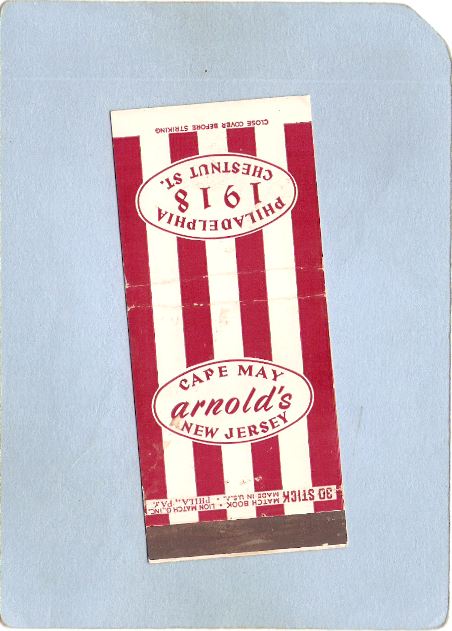 CLOSE COVER BEFORE STRIKING
PHILADELPHIA
1918
CHESTNUT ST.
CAPE MAY
arnold's
NEW JERSEY
30 STICK MATCH BOOK • LION MATCH CO. INC.
MADE IN U.S.A. • PHILA., PA.